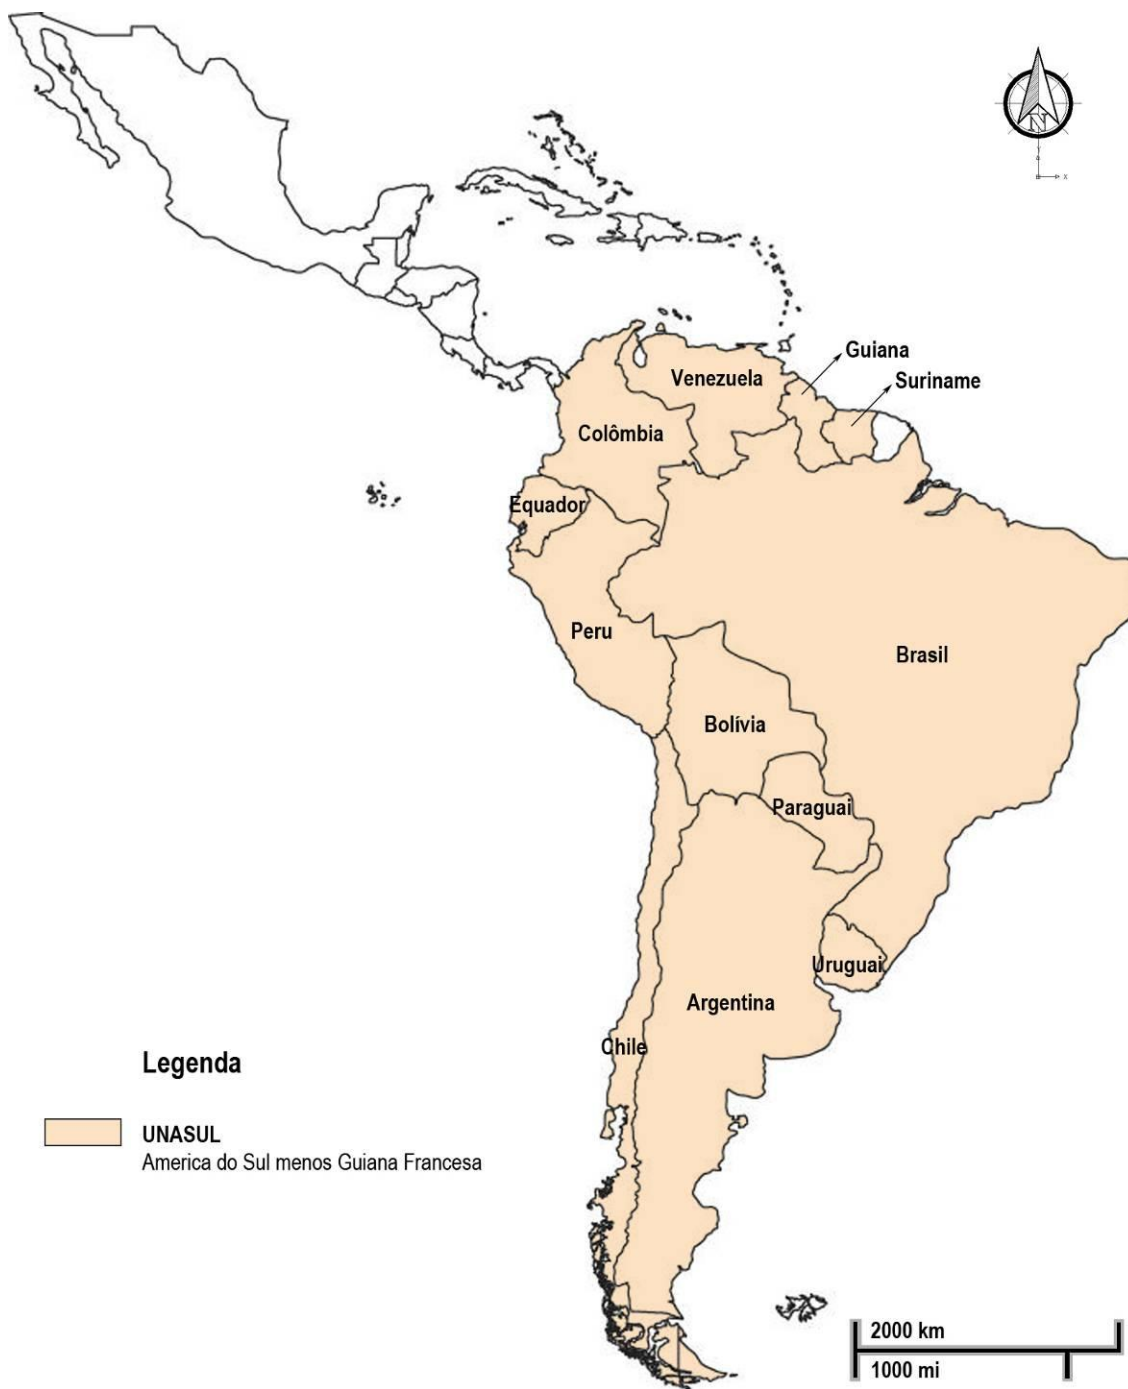 N
Y
X
Guiana
Venezuela
Suriname
Colômbia
Equador
Peru
Brasil
Bolívia
Paraguai
Uruguai
Argentina
Chile
Legenda
UNASUL
America do Sul menos Guiana Francesa
2000 km
1000 mi